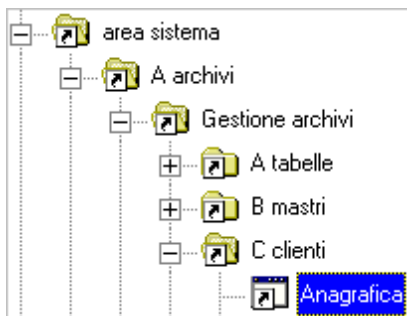 area sistema
A archivi
Gestione archivi
A tabelle
B mastri
C clienti
Anagrafica